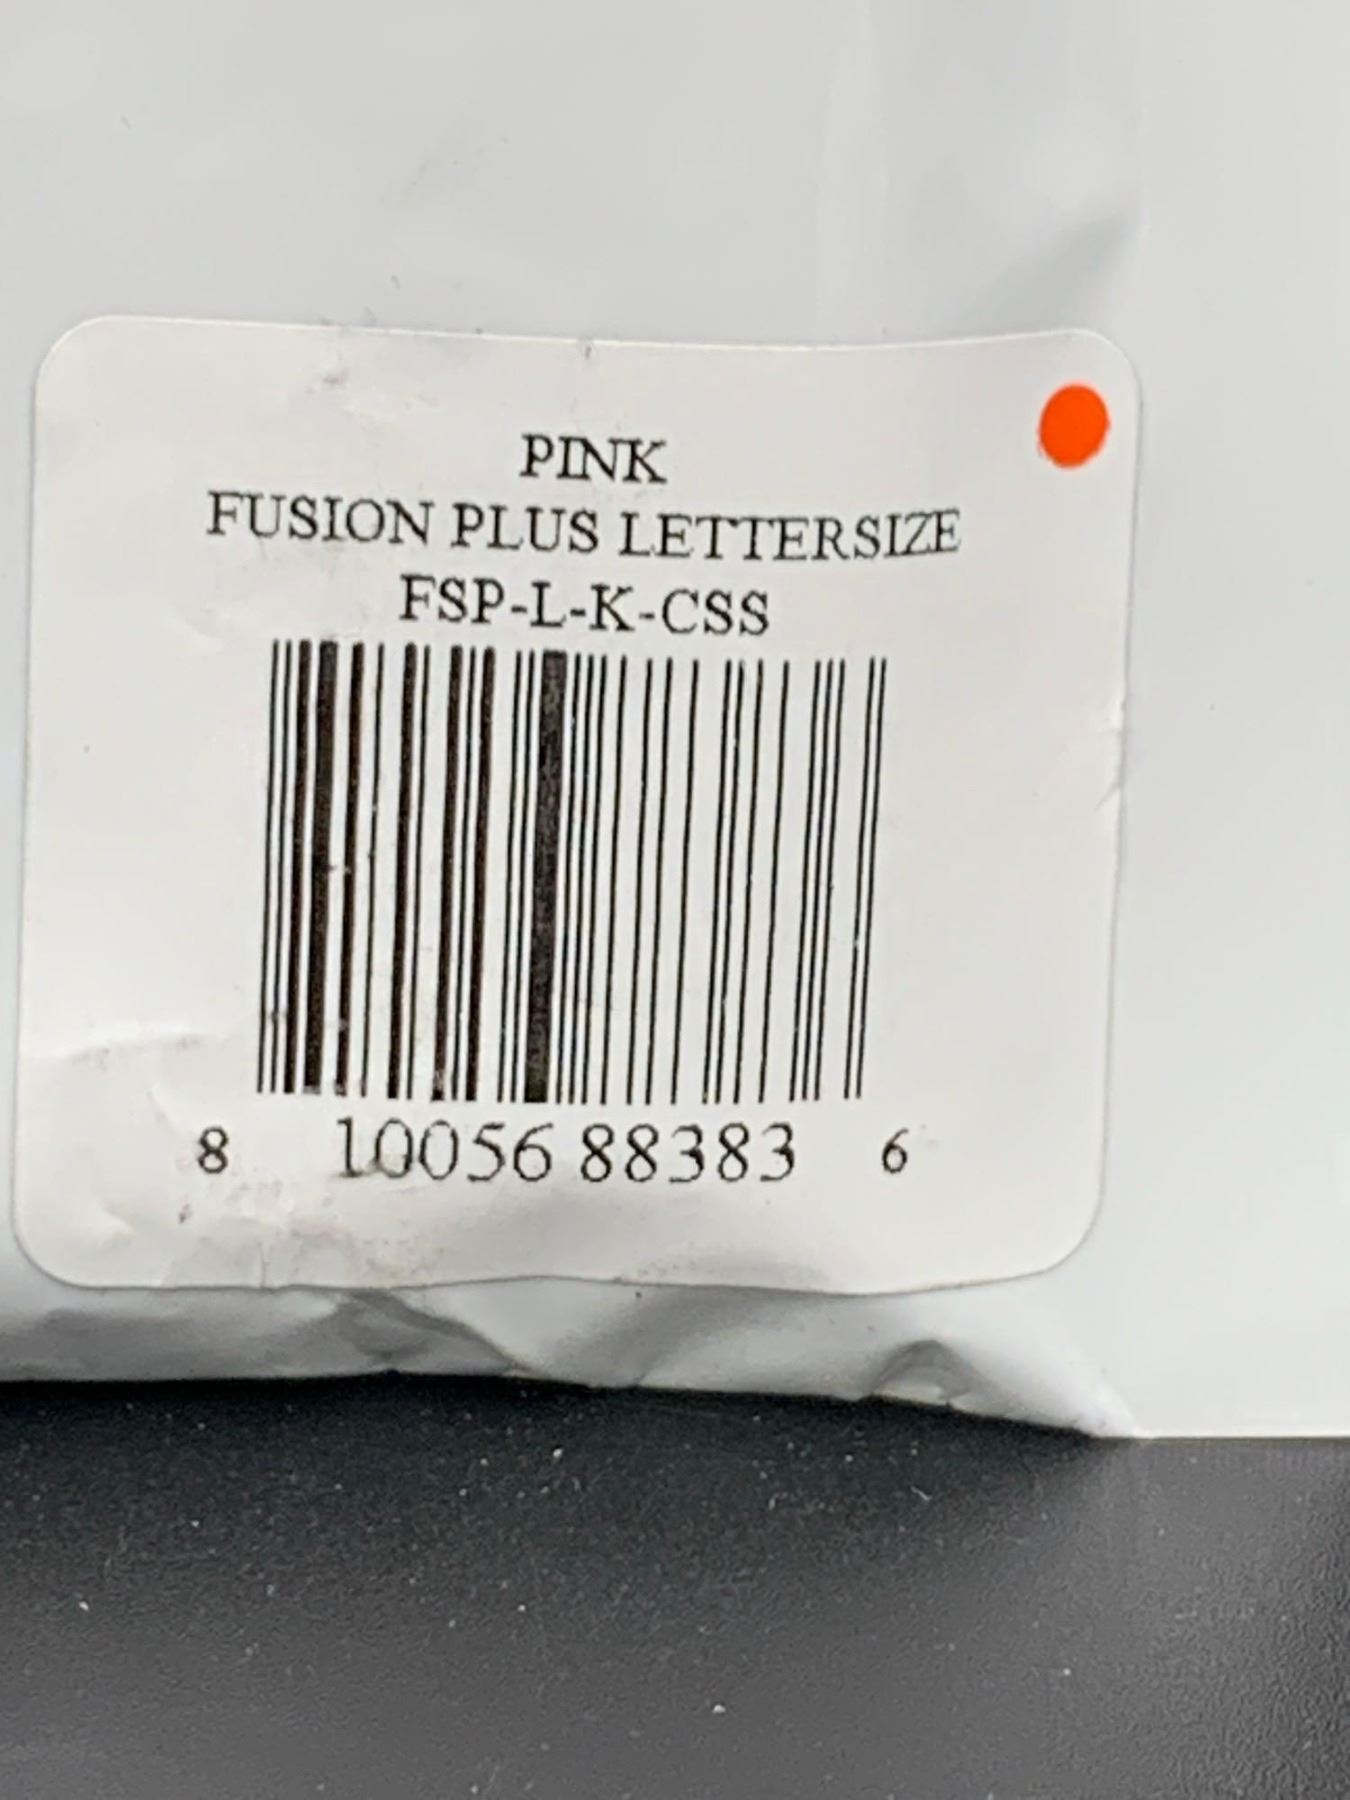 PINK
FUSION PLUS LETTERSIZE
FSP-L-K-CSS
8 10056 88383 6